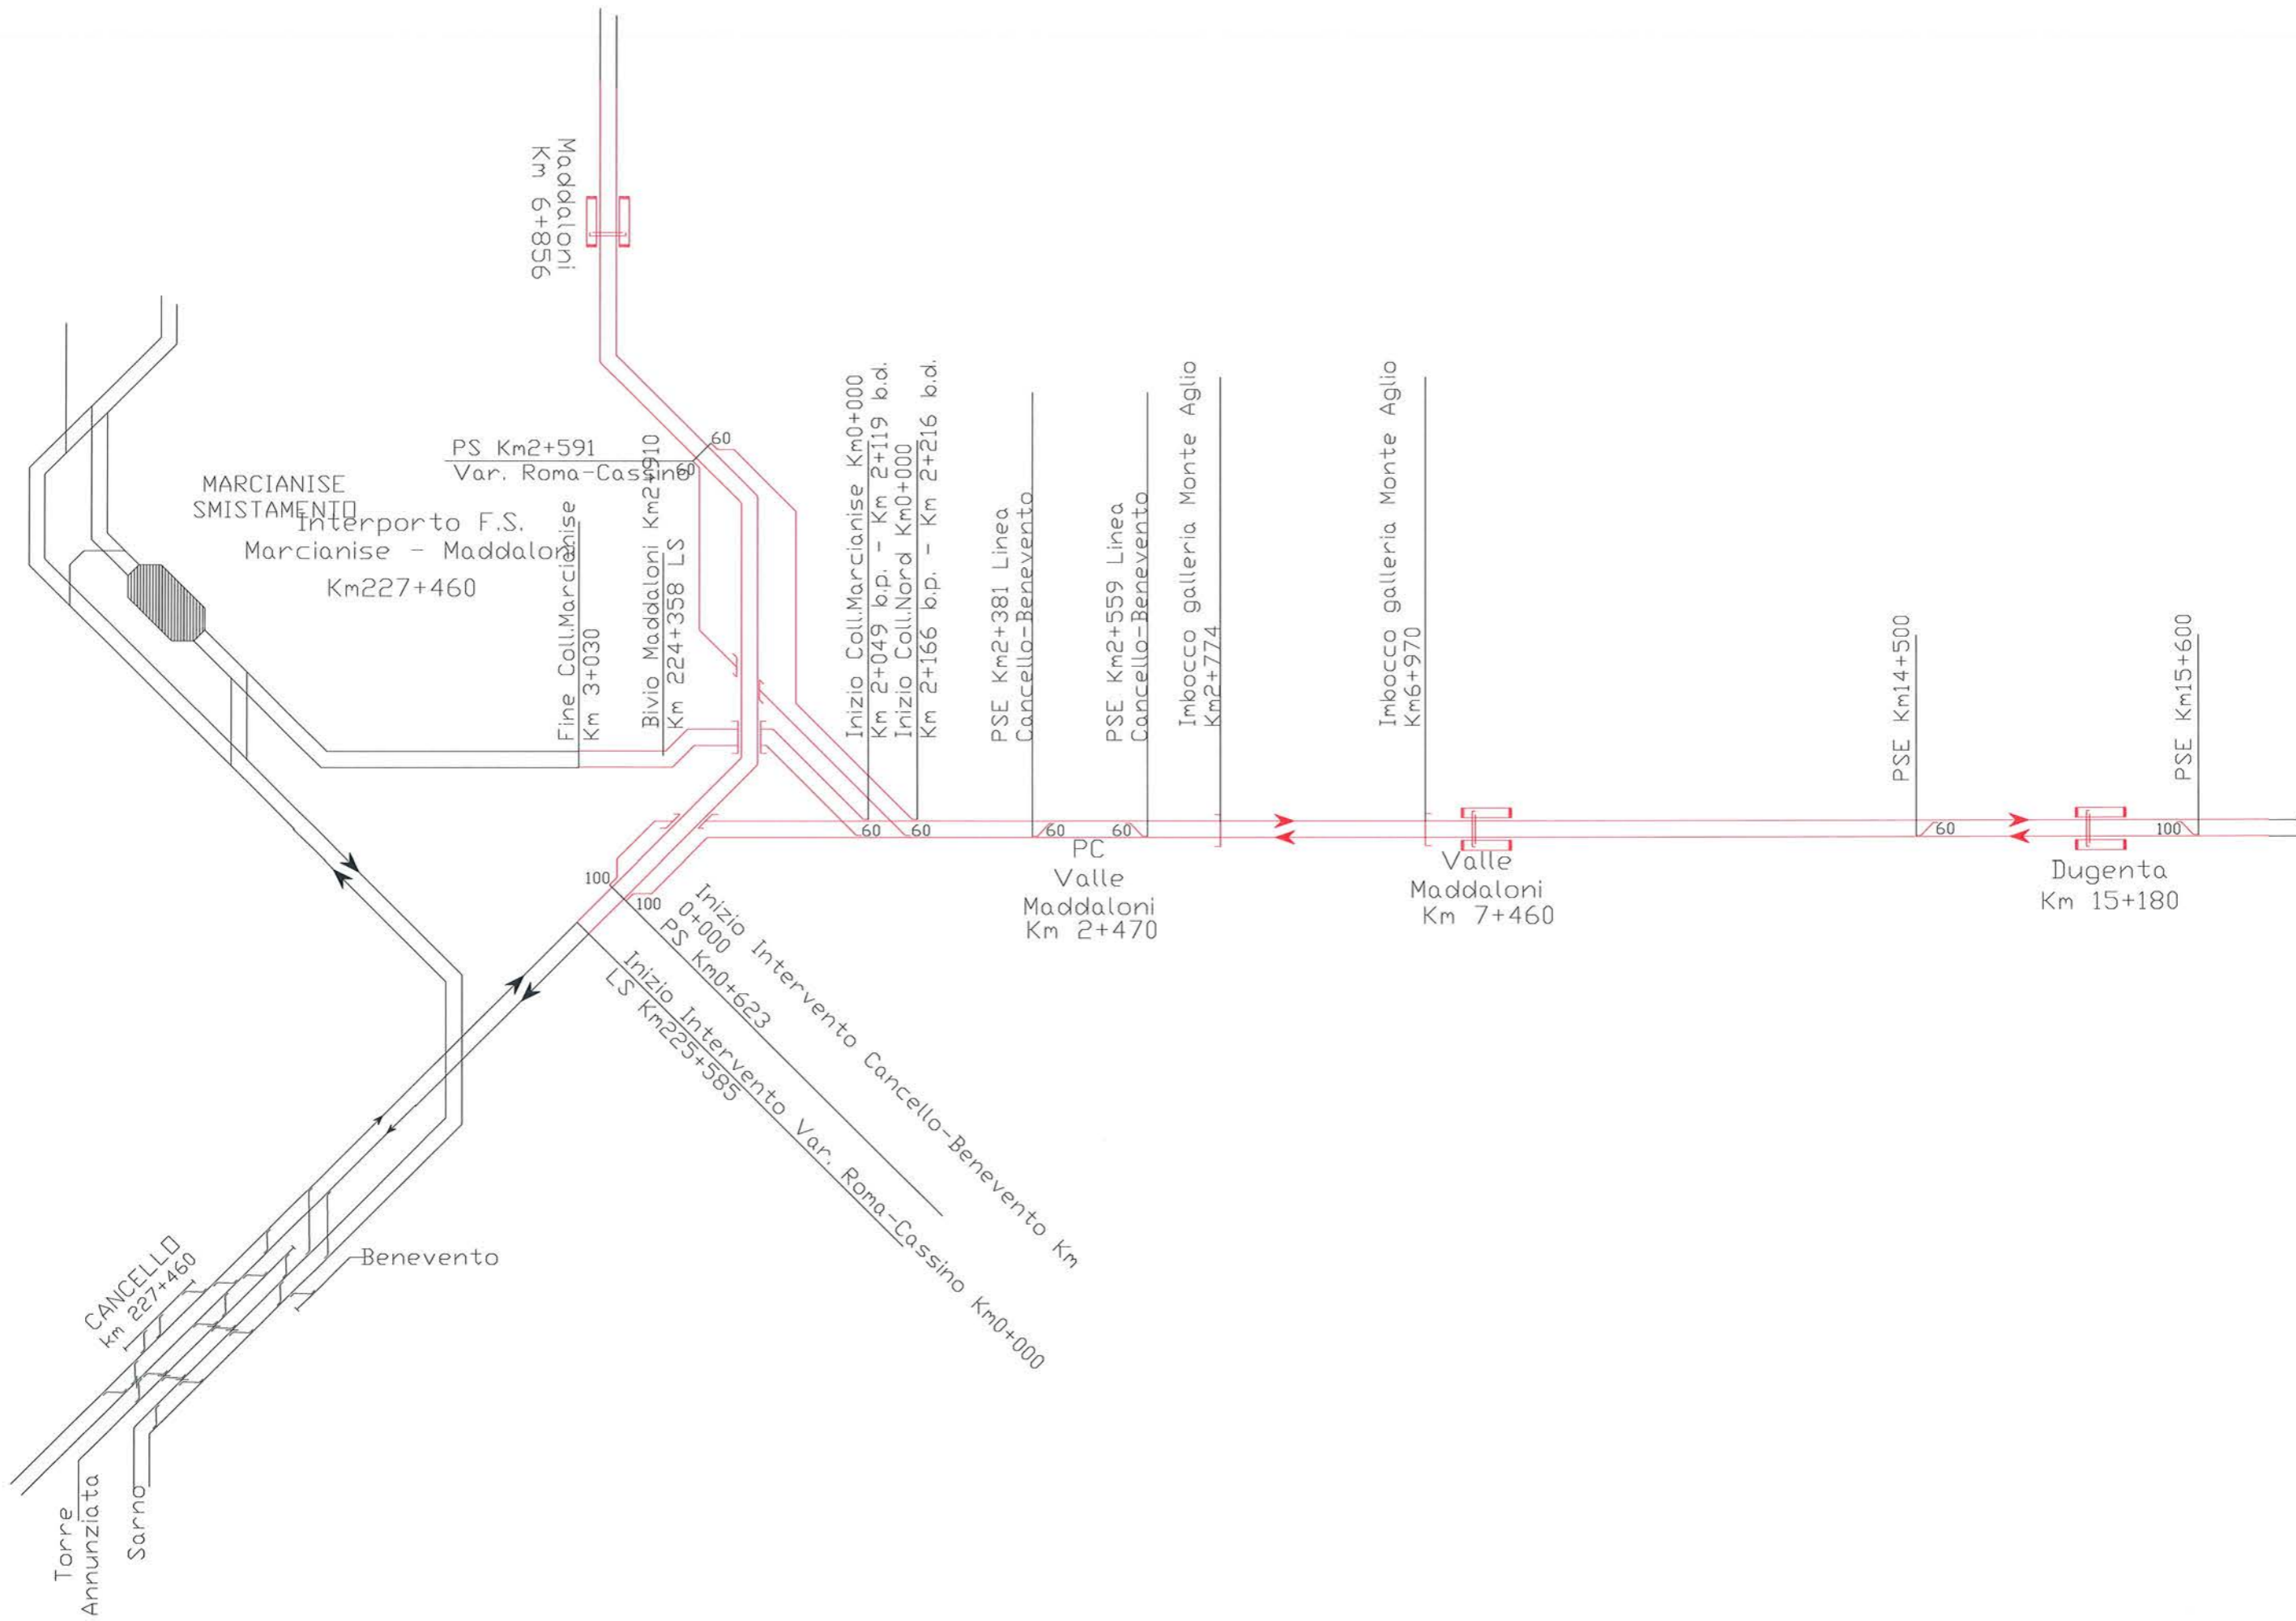 Maddaloni
Km 6+856
PS Km2+591
Var. Roma-Cassino
60
60
MARCIANISE
SMISTAMENTO
Interporto F.S.
Marcianise - Maddaloni
Km227+460
Fine Coll.Marcianise
Km 3+030
Bivio Maddaloni Km2+910
Km 224+358 LS
Inizio Coll.Marcianise Km0+000
Km 2+049 b.p. - Km 2+119 b.d.
Inizio Coll.Nord Km0+000
Km 2+166 b.p. - Km 2+216 b.d.
PSE Km2+381 Linea
Cancello-Benevento
PSE Km2+559 Linea
Cancello-Benevento
Imbocco galleria Monte Aglio
Km2+774
Imbocco galleria Monte Aglio
Km6+970
PSE Km14+500
PSE Km15+600
60
60
60
60
60
100
PC
Valle
Maddaloni
Km 2+470
Valle
Maddaloni
Km 7+460
Dugenta
Km 15+180
100
100
Inizio Intervento Cancello-Benevento Km
0+000
PS Km0+623
Inizio Intervento Var. Roma-Cassino Km0+000
LS Km225+585
CANCELLO
km 227+460
Benevento
Torre
Annunziata
Sarno